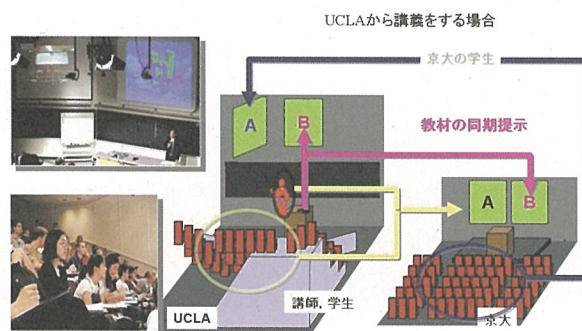 UCLAから講義をする場合
京大の学生
A
B
教材の同期提示
A
B
UCLA
講師, 学生
京大